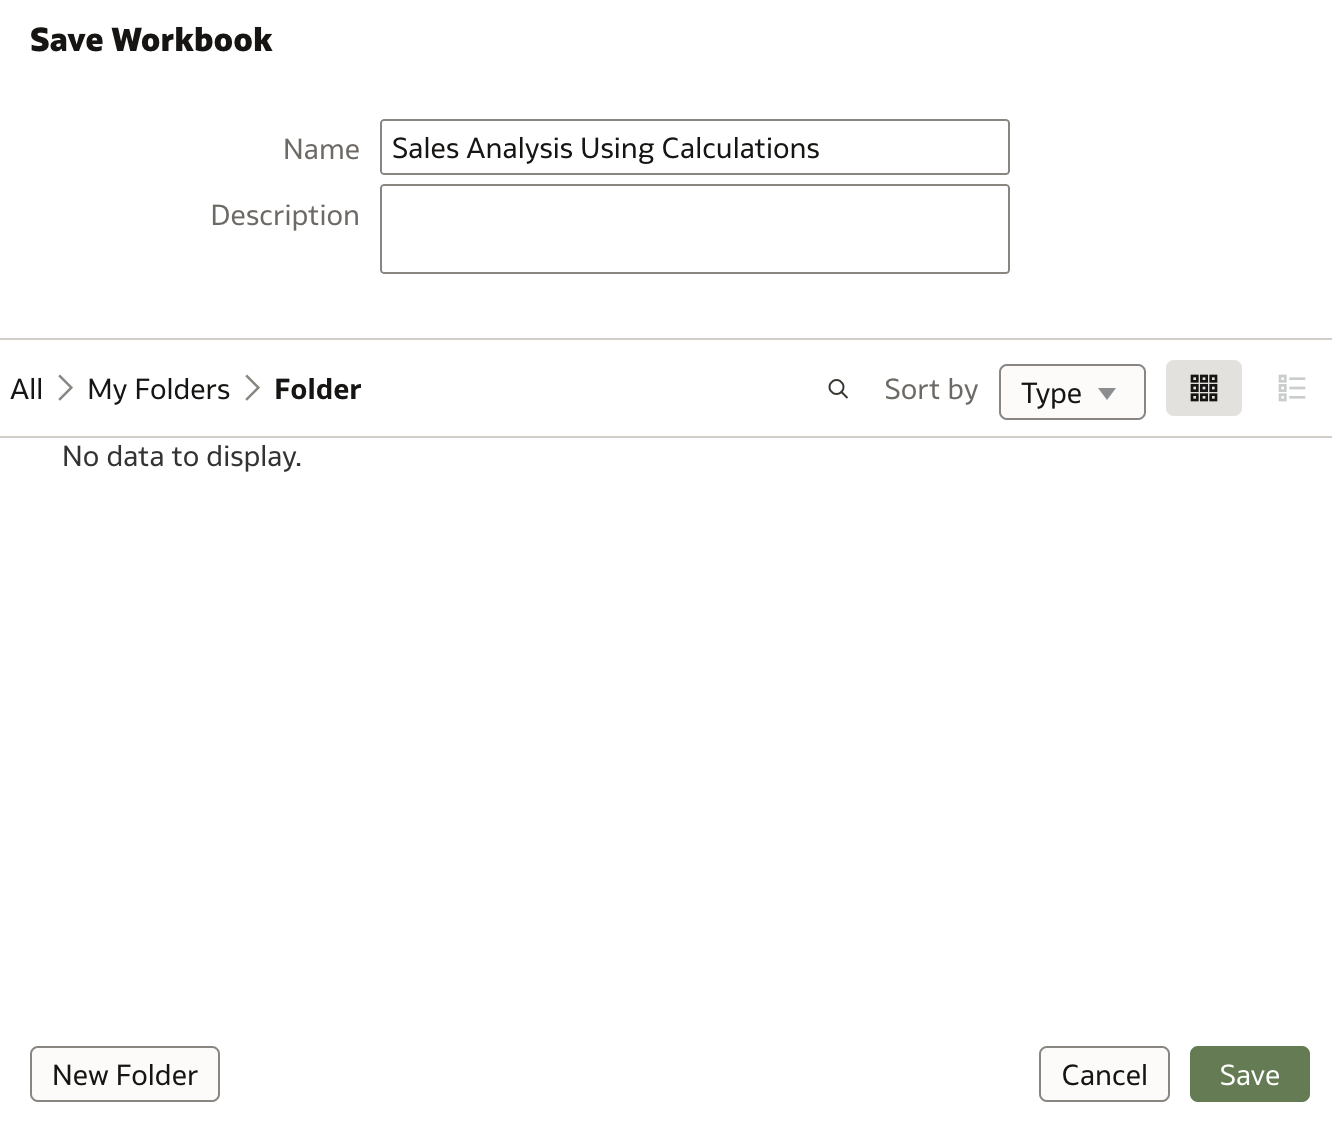 Save Workbook
Name Sales Analysis Using Calculations
Description
All My Folders Folder Sort by Type
No data to display.
New Folder Cancel Save